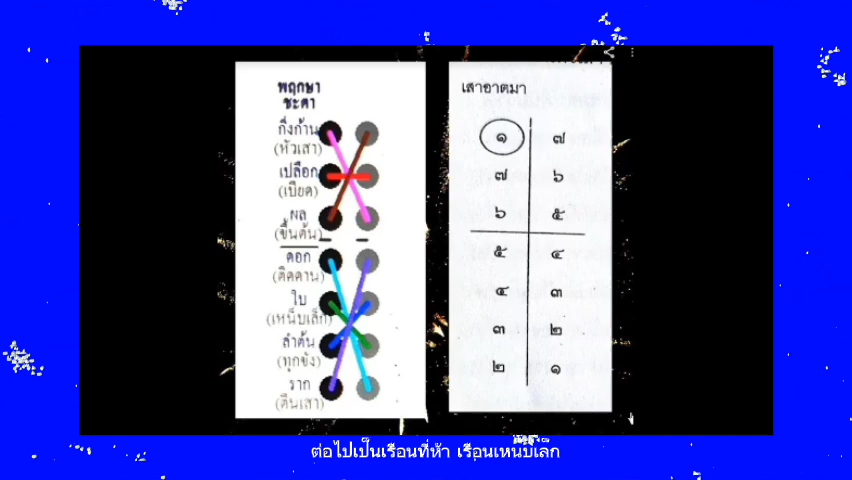 พฤกษา
ชะตา
กิ่งก้าน
(หัวเสา)
เปลือก
(เบียด)
ผล
(ขึ้นต้น)
ดอก
(ติดดาน)
ใบ
(เหน็บเล็ก)
ลำต้น
(ทุกขัง)
ราก
(ตีนเสา)
เสาอาตมา
๑ ๗
๗ ๖
๖ ๕
๕ ๔
๔ ๓
๓ ๒
๒ ๑
ต่อไปเป็นเรือนที่ห้า เรือนเหน็บเล็ก